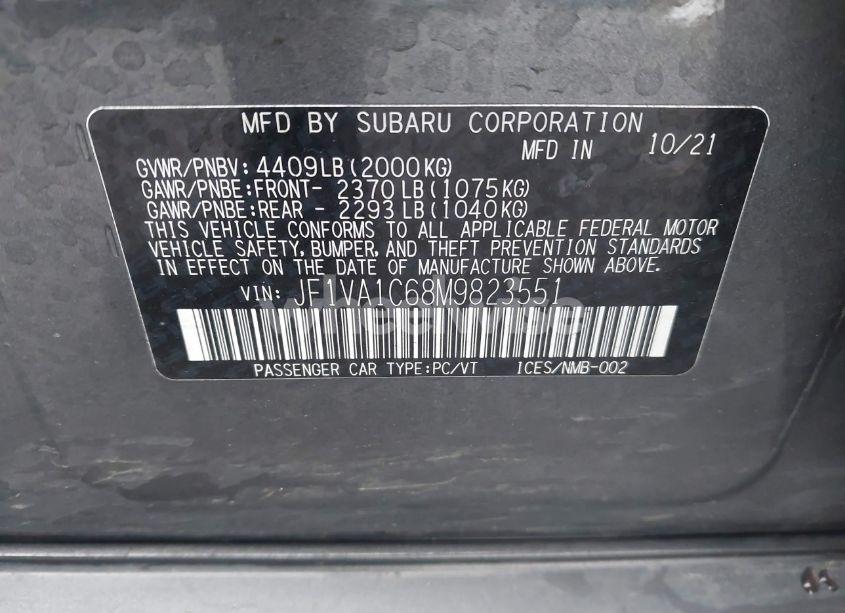 MFD BY SUBARU CORPORATION
MFD IN 10/21
GVWR/PNBV: 4409LB(2000KG)
GAWR/PNBE:FRONT- 2370LB(1075KG)
GAWR/PNBE:REAR - 2293LB(1040KG)
THIS VEHICLE CONFORMS TO ALL APPLICABLE FEDERAL MOTOR
VEHICLE SAFETY, BUMPER, AND THEFT PREVENTION STANDARDS
IN EFFECT ON THE DATE OF MANUFACTURE SHOWN ABOVE.
VIN: JF1VA1C68M9823551
PASSENGER CAR TYPE:PC/VT ICES/NMB-002